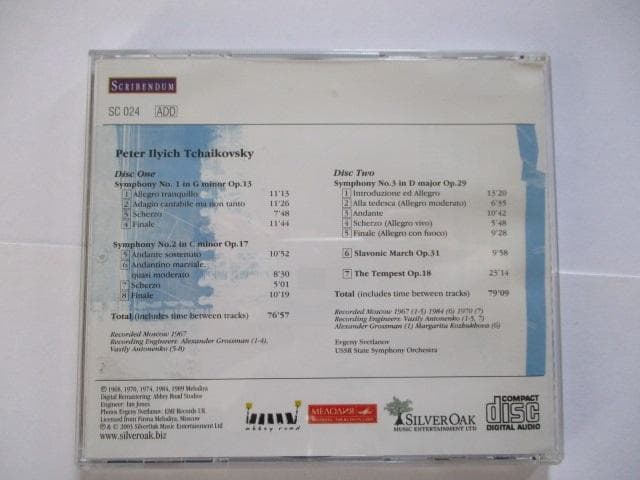 SCRIBENDUM
SC 024 ADD
Peter Ilyich Tchaikovsky
Disc One
Symphony No. 1 in G minor Op.13
1 Allegro tranquillo 11'13
2 Adagio cantabile ma non tanto 11'26
3 Scherzo 7'48
4 Finale 11'44
Symphony No.2 in C minor Op.17
5 Andante sostenuto 10'52
6 Andantino marziale,
quasi moderato 8'30
7 Scherzo 5'01
8 Finale 10'19
Total (includes time between tracks) 76'57
Recorded Moscow 1967
Recording Engineers: Alexander Grossman (1-4),
Vasily Antonenko (5-8)
Disc Two
Symphony No.3 in D major Op.29
1 Introduzione ed Allegro 13'20
2 Alla tedesca (Allegro moderato) 6'35
3 Andante 10'42
4 Scherzo (Allegro vivo) 5'48
5 Finale (Allegro con fuoco) 9'28
6 Slavonic March Op.31 9'58
7 The Tempest Op.18 23'14
Total (includes time between tracks) 79'09
Recorded Moscow 1967 (1-5) 1984 (6) 1970 (7)
Recording Engineers: Vasily Antonenko (1-5, 7)
Alexander Grossman (1) Margarita Kozhukhova (6)
Evgeny Svetlanov
USSR State Symphony Orchestra
℗ 1968, 1970, 1974, 1984, 1989 Melodiya
Digital Remastering: Abbey Road Studios
Engineer: Ian Jones
Photo Evgeny Svetlanov: EMI Records UK
Licensed from Firma Melodiya, Moscow
℗ & © 2005 SilverOak Music Entertainment Ltd
www.silveroak.biz
abbey road
МЕЛОДИЯ
SILVEROAK
MUSIC ENTERTAINMENT LTD
COMPACT
disc
DIGITAL AUDIO